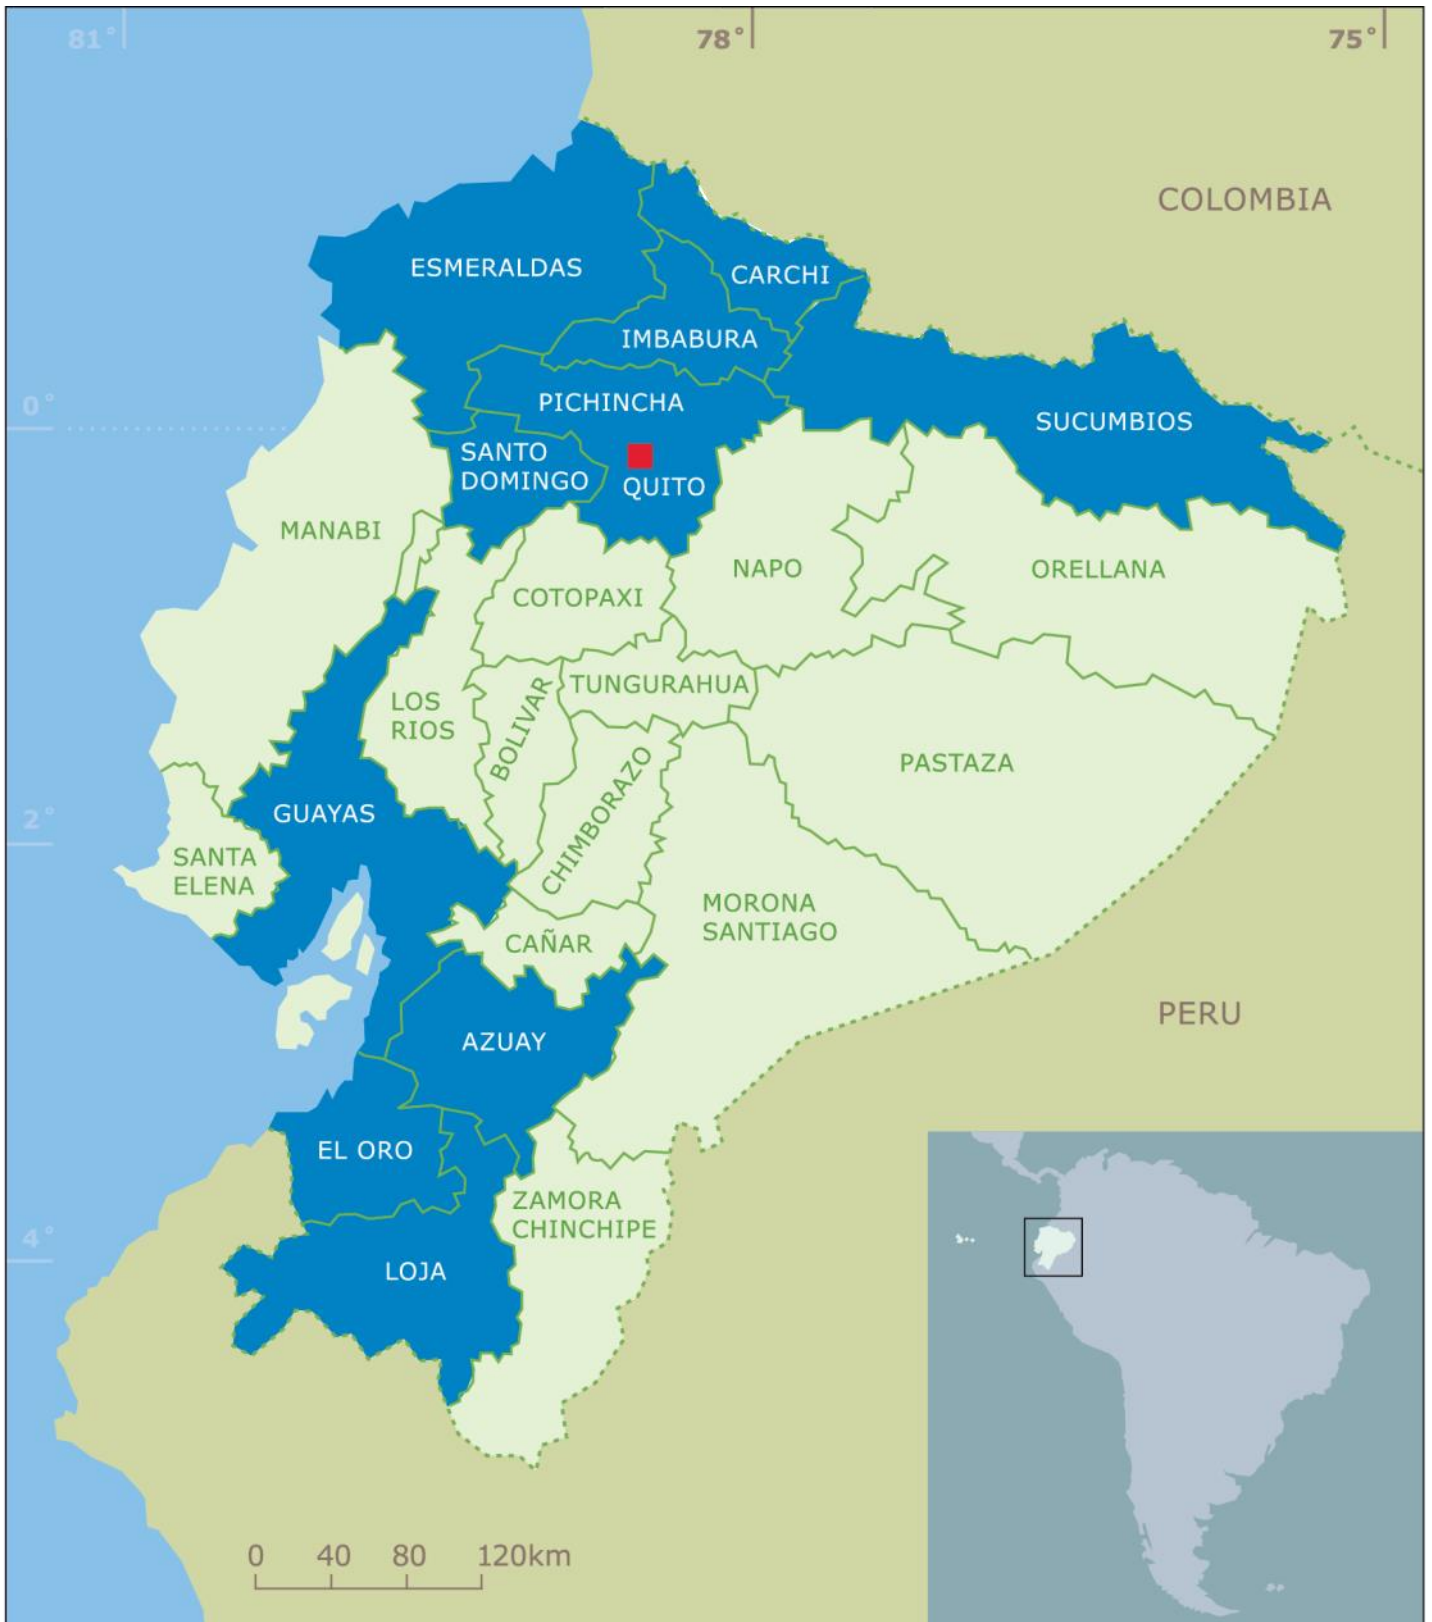 81°
78°
75°
COLOMBIA
ESMERALDAS
CARCHI
IMBABURA
PICHINCHA
0°
SUCUMBIOS
SANTO
DOMINGO
QUITO
MANABI
NAPO
ORELLANA
COTOPAXI
TUNGURAHUA
LOS
RIOS
BOLIVAR
PASTAZA
CHIMBORAZO
GUAYAS
2°
SANTA
ELENA
MORONA
SANTIAGO
CAÑAR
PERU
AZUAY
EL ORO
ZAMORA
CHINCHIPE
4°
LOJA
0 40 80 120km